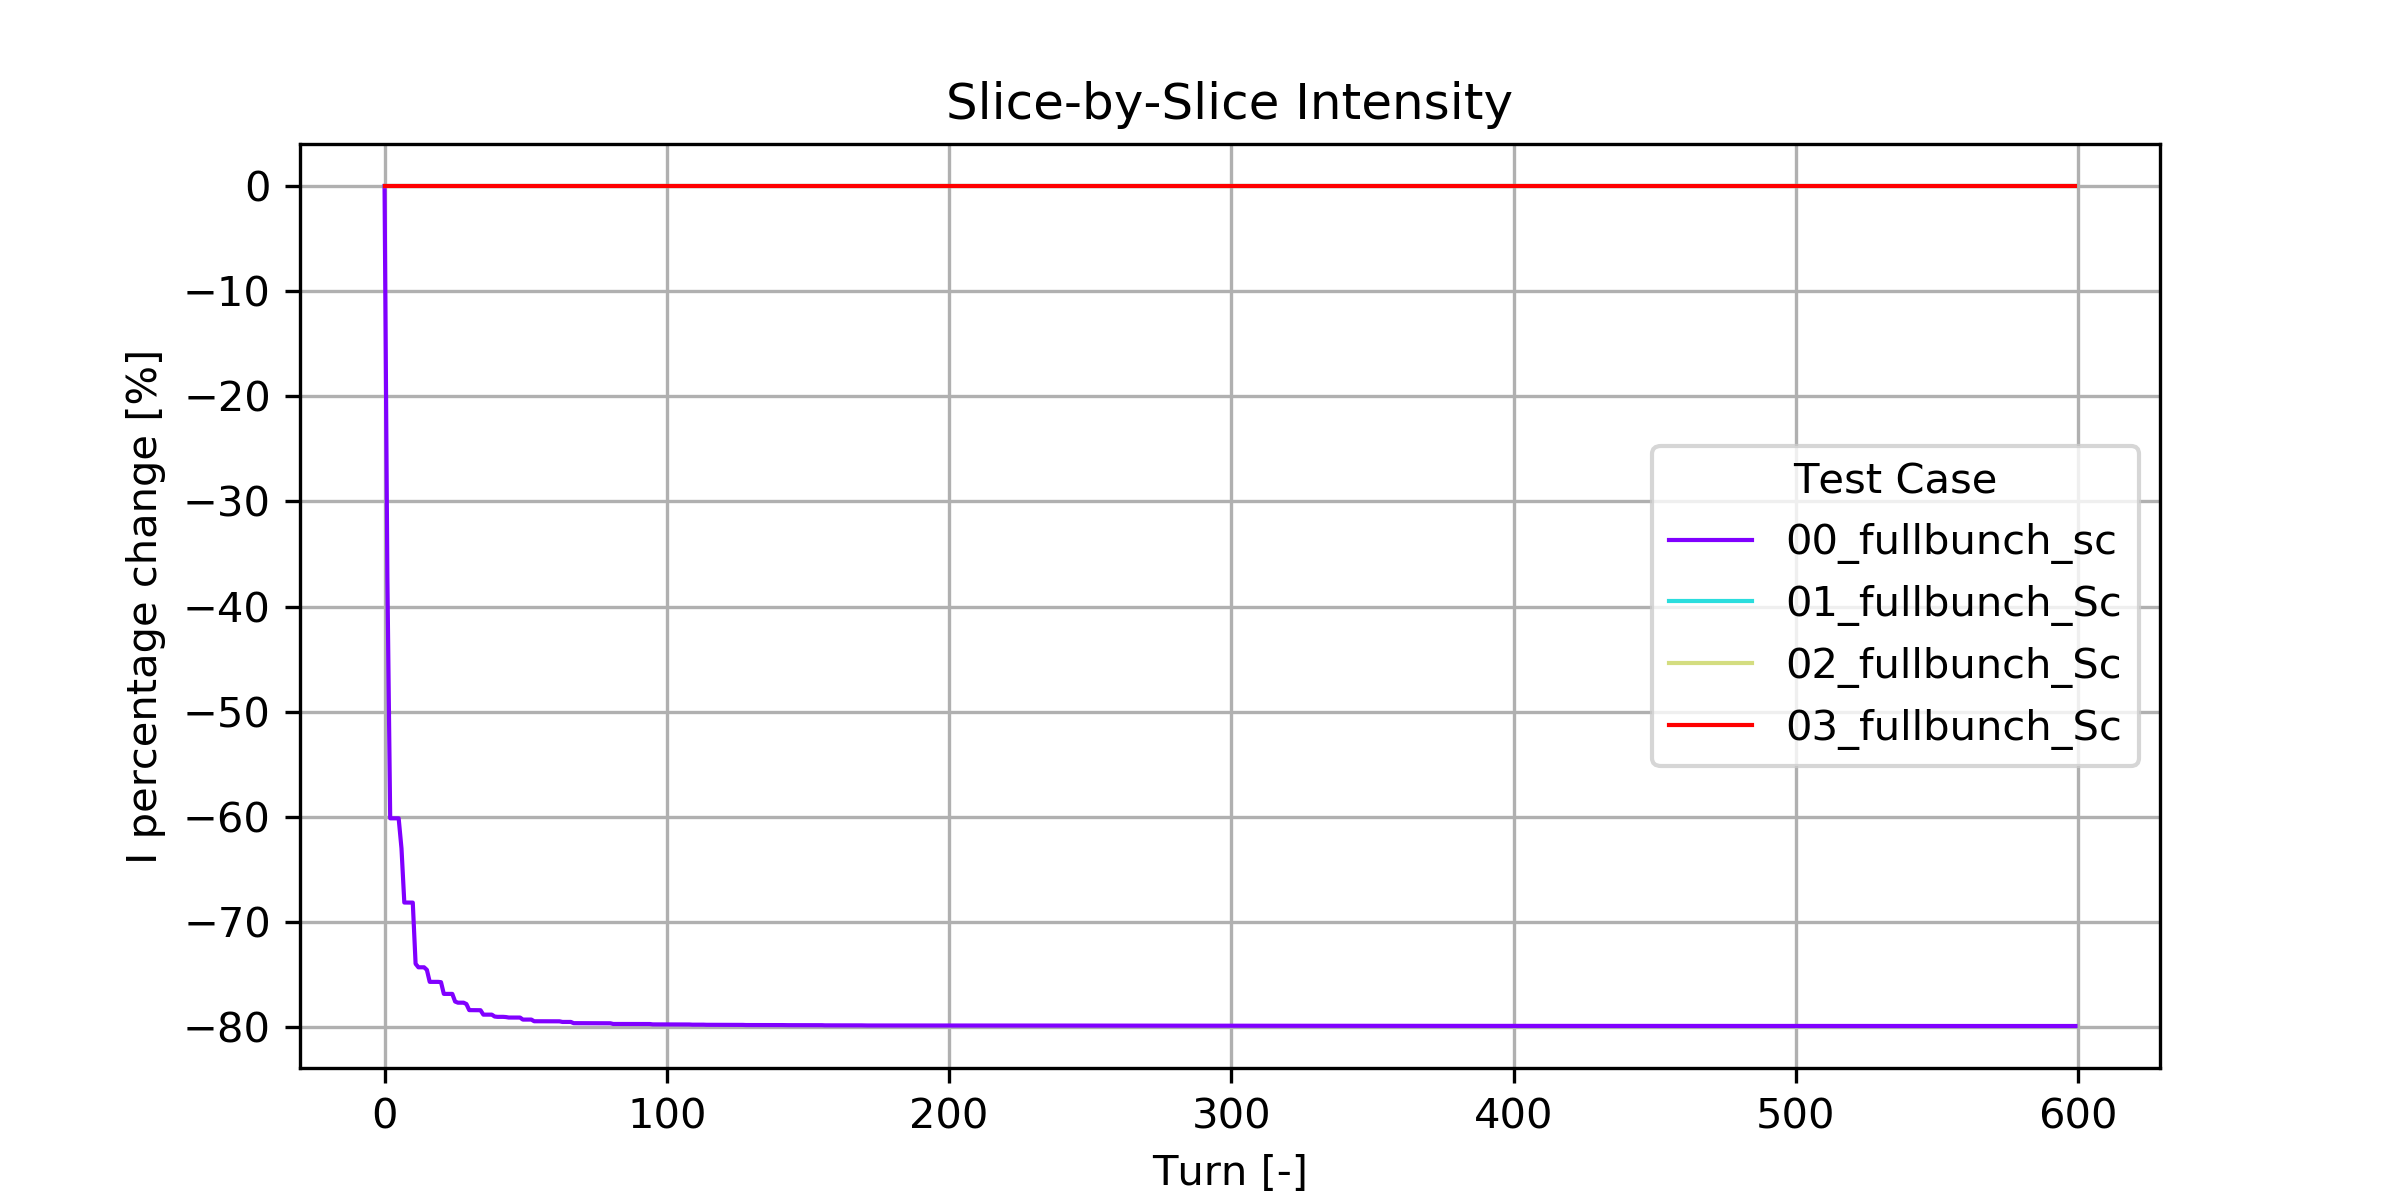 Slice-by-Slice Intensity
I percentage change [%]
0
−10
−20
−30
−40
−50
−60
−70
−80
Test Case
00_fullbunch_sc
01_fullbunch_Sc
02_fullbunch_Sc
03_fullbunch_Sc
0 100 200 300 400 500 600
Turn [-]